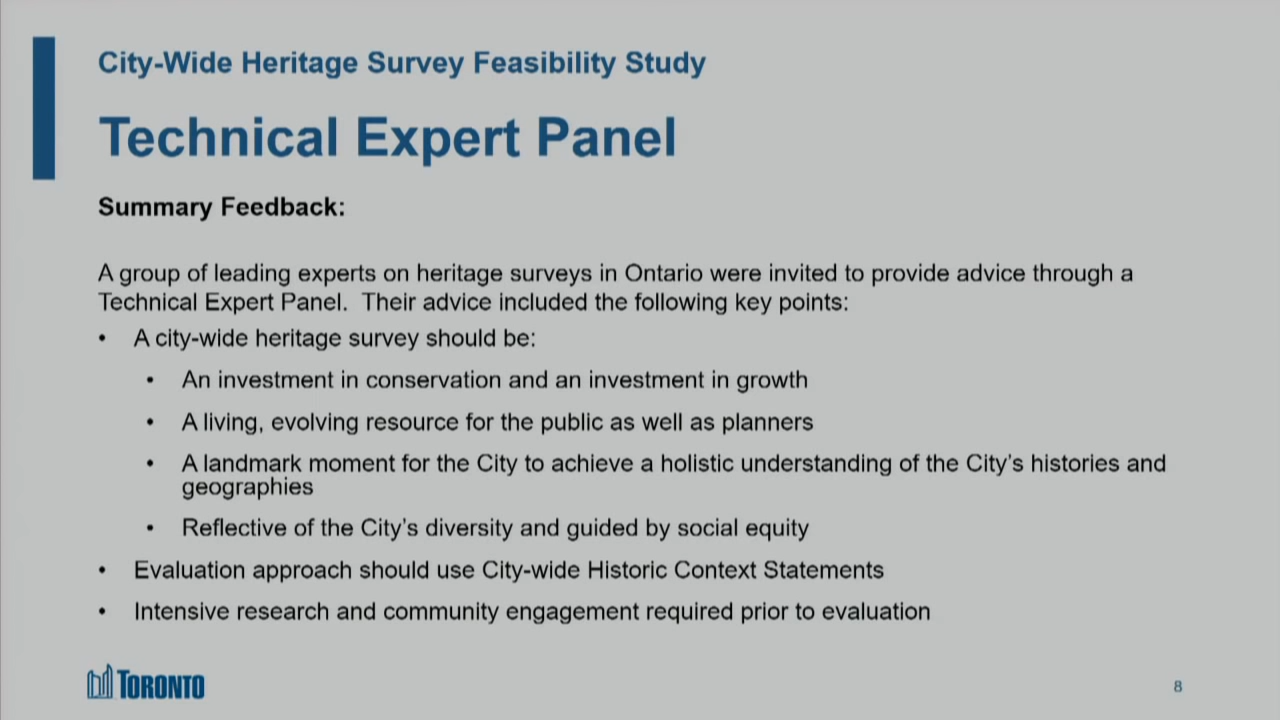 City-Wide Heritage Survey Feasibility Study
Technical Expert Panel
Summary Feedback:
A group of leading experts on heritage surveys in Ontario were invited to provide advice through a
Technical Expert Panel.  Their advice included the following key points:
• A city-wide heritage survey should be:
• An investment in conservation and an investment in growth
• A living, evolving resource for the public as well as planners
• A landmark moment for the City to achieve a holistic understanding of the City's histories and
geographies
• Reflective of the City's diversity and guided by social equity
• Evaluation approach should use City-wide Historic Context Statements
• Intensive research and community engagement required prior to evaluation
TORONTO
8